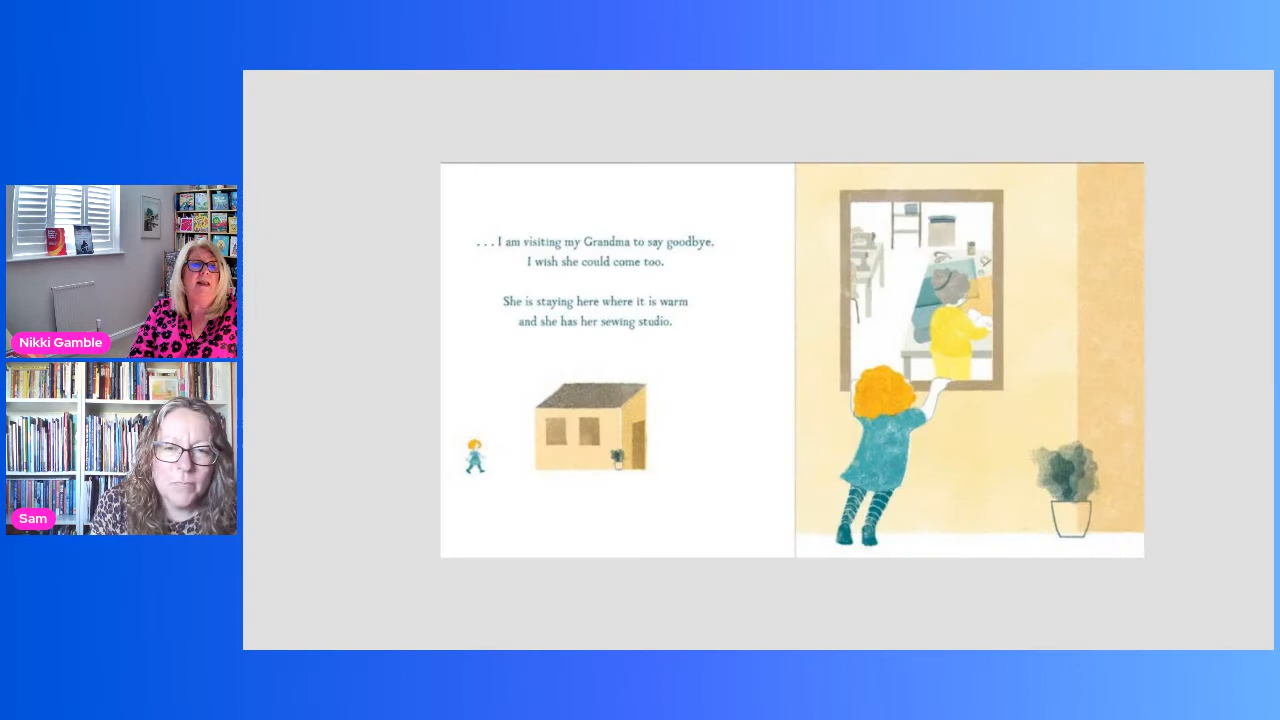 . . . I am visiting my Grandma to say goodbye.
I wish she could come too.
She is staying here where it is warm
and she has her sewing studio.
Nikki Gamble
Sam